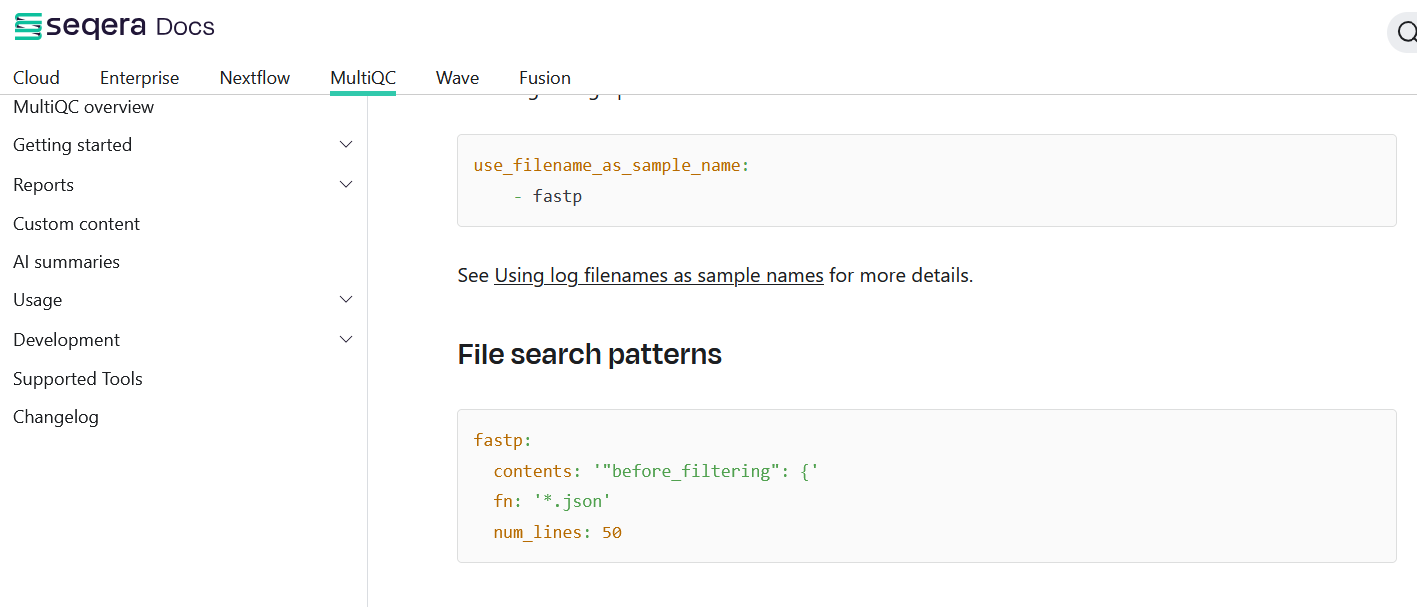 seqera Docs
Cloud Enterprise Nextflow MultiQC Wave Fusion
MultiQC overview
Getting started
Reports
Custom content
AI summaries
Usage
Development
Supported Tools
Changelog
use_filename_as_sample_name:
    - fastp
See Using log filenames as sample names for more details.
File search patterns
fastp:
  contents: '"before_filtering": {'
  fn: '*.json'
  num_lines: 50